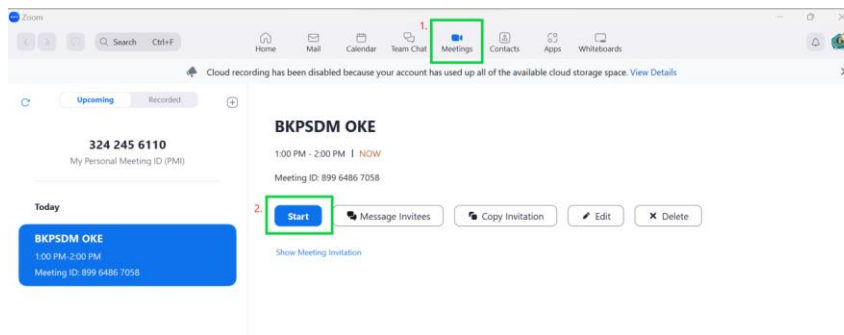 Zoom
Search Ctrl+F
1.
Home Mail Calendar Team Chat Meetings Contacts Apps Whiteboards
Cloud recording has been disabled because your account has used up all of the available cloud storage space. View Details
Upcoming Recorded
324 245 6110
My Personal Meeting ID (PMI)
Today
BKPSDM OKE
1:00 PM-2:00 PM
Meeting ID: 899 6486 7058
BKPSDM OKE
1:00 PM - 2:00 PM | NOW
Meeting ID: 899 6486 7058
2.
Start Message Invitees Copy Invitation Edit Delete
Show Meeting Invitation